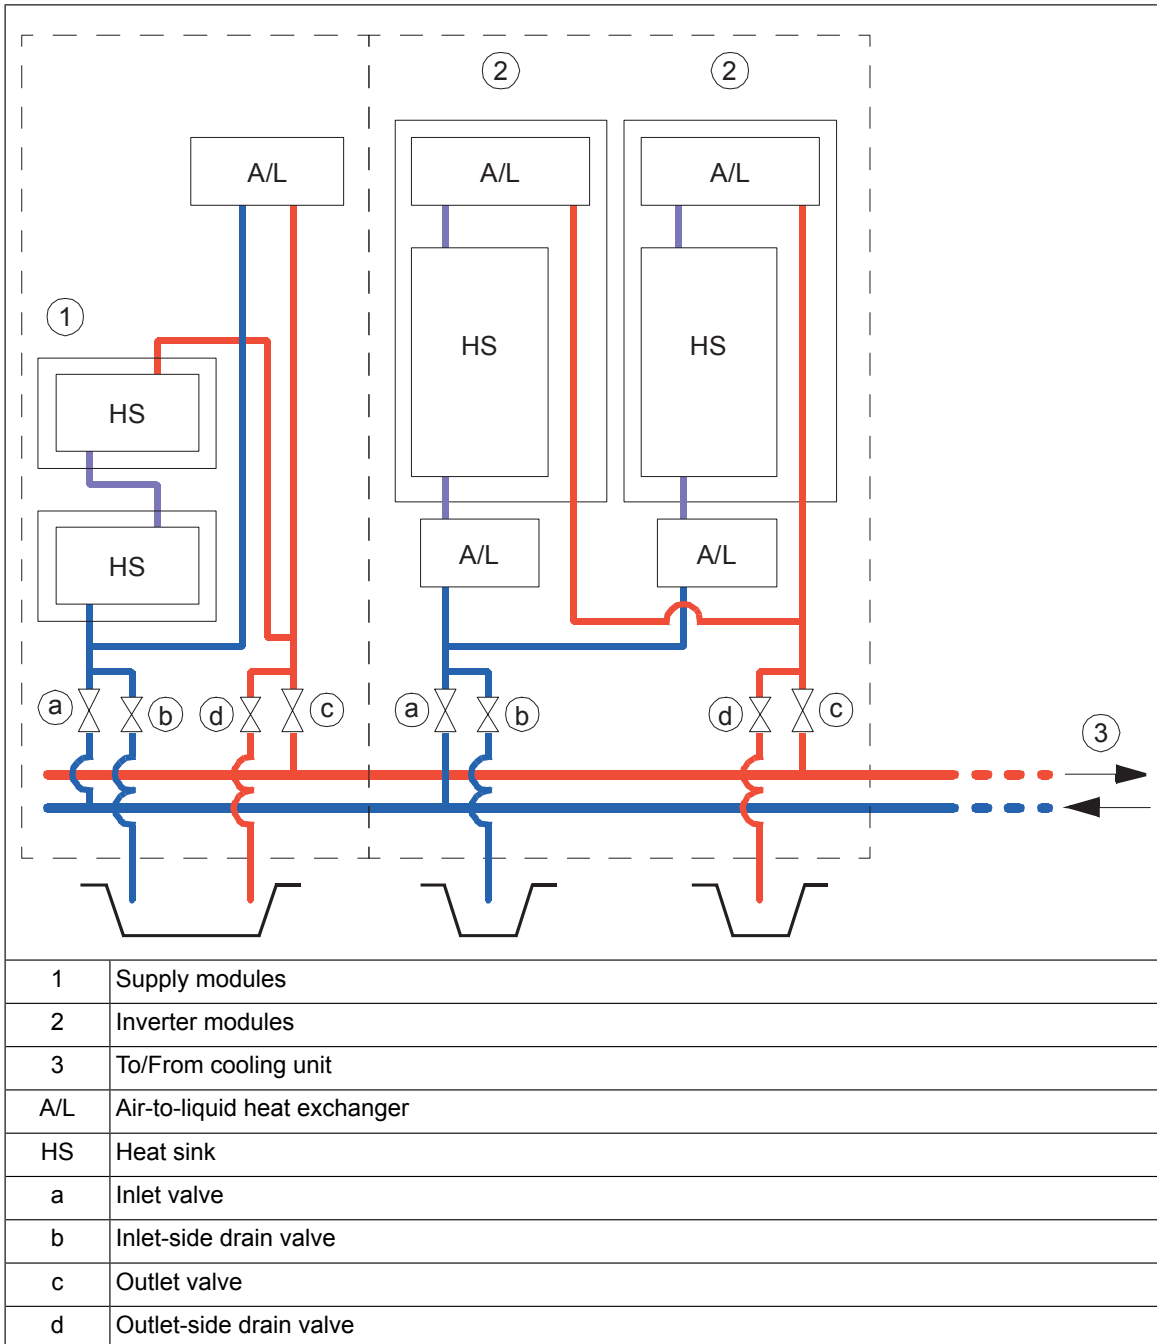 2 2
A/L A/L A/L
1
HS HS
HS
HS A/L A/L
a b d c a b d c
3
1 Supply modules
2 Inverter modules
3 To/From cooling unit
A/L Air-to-liquid heat exchanger
HS Heat sink
a Inlet valve
b Inlet-side drain valve
c Outlet valve
d Outlet-side drain valve